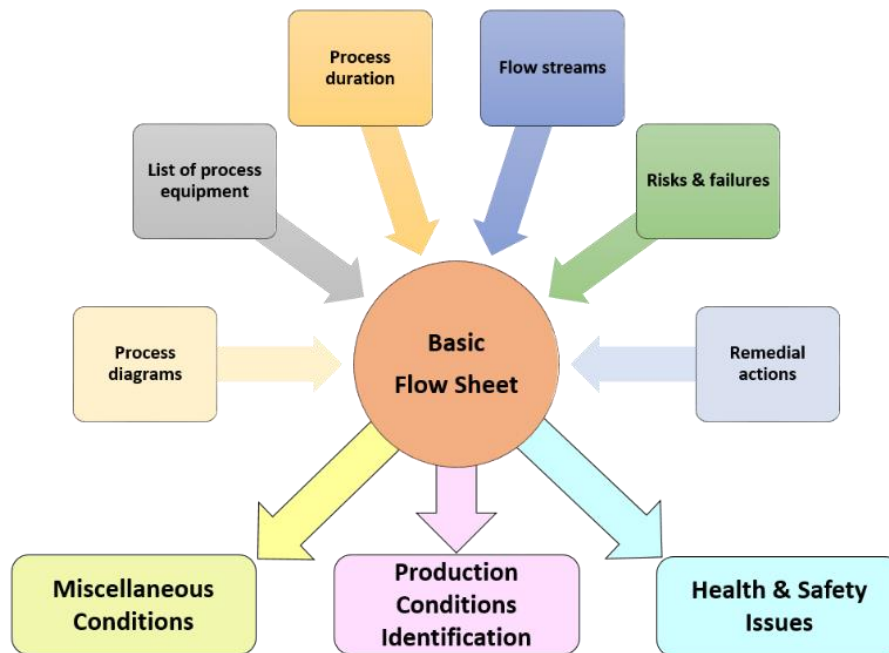 Process
duration
Flow streams
List of process
equipment
Risks & failures
Process
diagrams
Basic
Flow Sheet
Remedial
actions
Miscellaneous
Conditions
Production
Conditions
Identification
Health & Safety
Issues